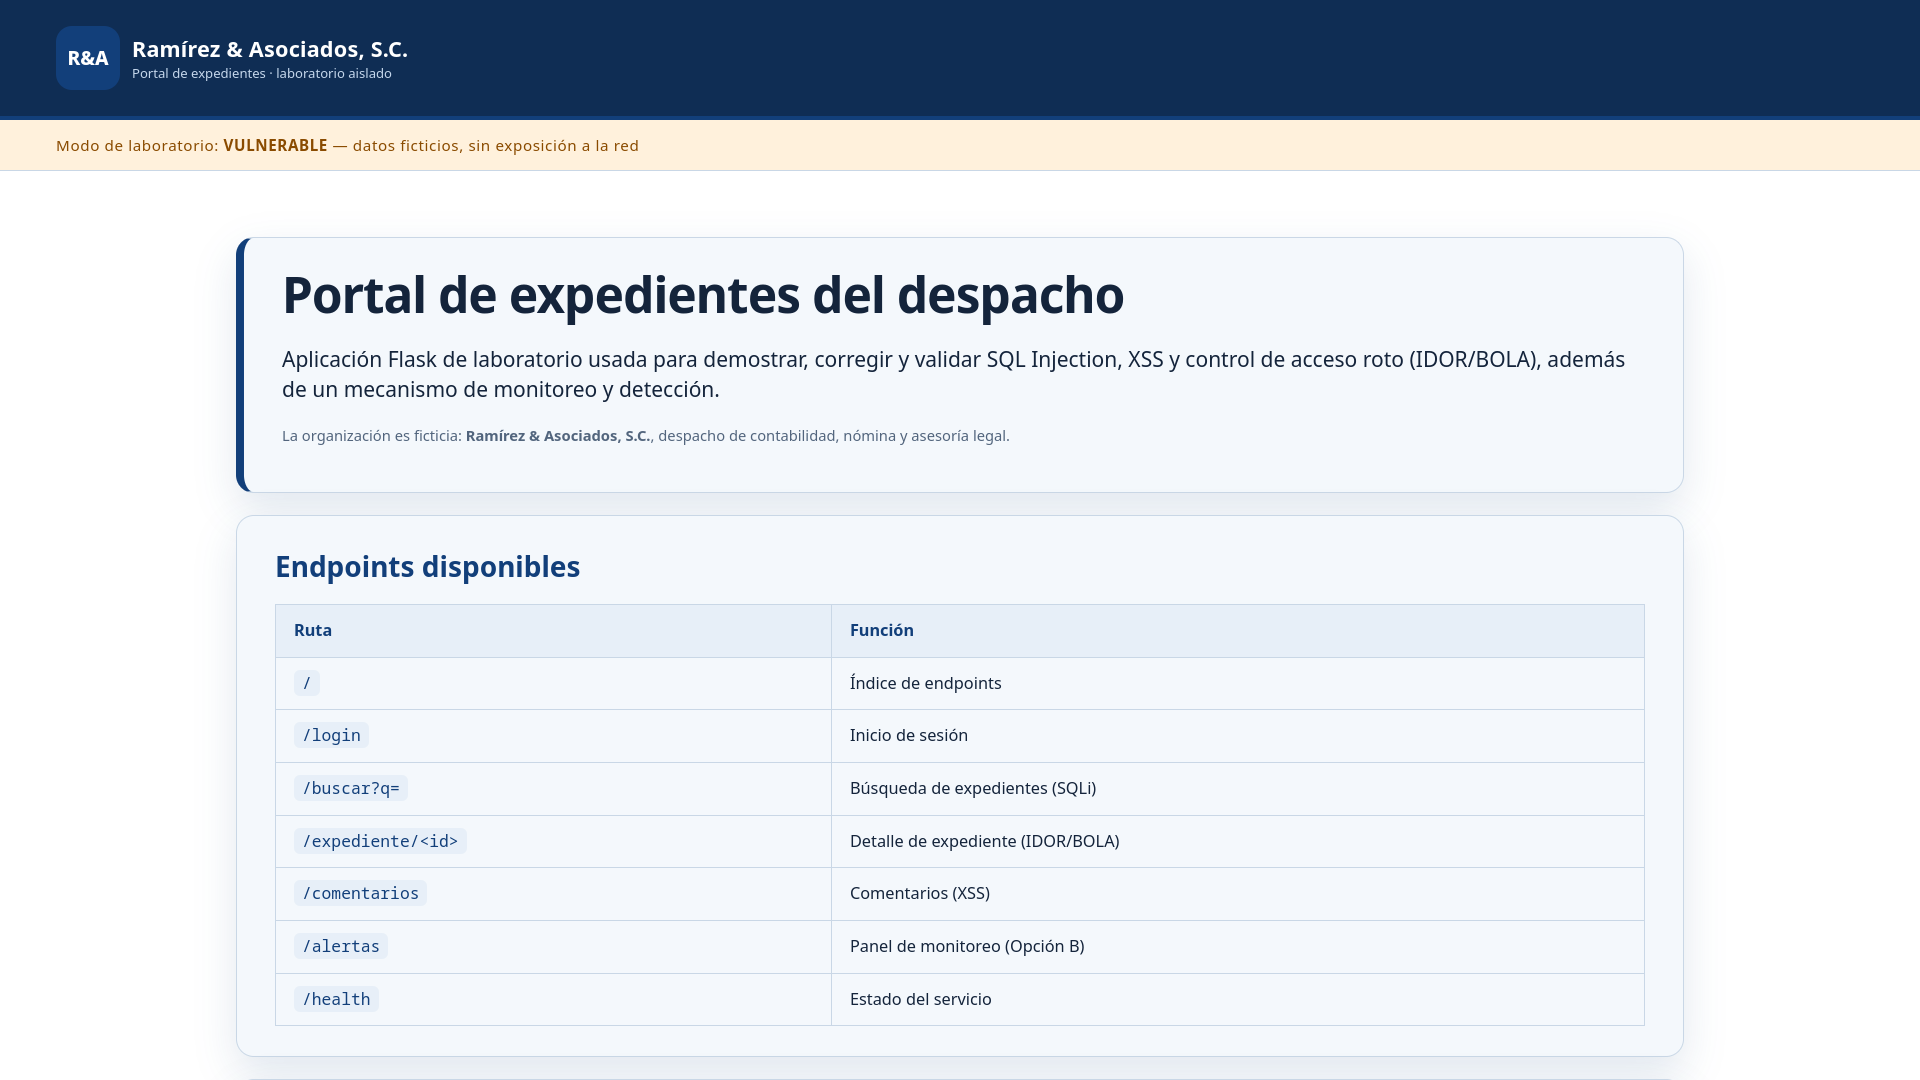 R&A
Ramírez & Asociados, S.C.
Portal de expedientes · laboratorio aislado
Modo de laboratorio: VULNERABLE — datos ficticios, sin exposición a la red
Portal de expedientes del despacho
Aplicación Flask de laboratorio usada para demostrar, corregir y validar SQL Injection, XSS y control de acceso roto (IDOR/BOLA), además
de un mecanismo de monitoreo y detección.
La organización es ficticia: Ramírez & Asociados, S.C., despacho de contabilidad, nómina y asesoría legal.
Endpoints disponibles
Ruta Función
/ Índice de endpoints
/login Inicio de sesión
/buscar?q= Búsqueda de expedientes (SQLi)
/expediente/<id> Detalle de expediente (IDOR/BOLA)
/comentarios Comentarios (XSS)
/alertas Panel de monitoreo (Opción B)
/health Estado del servicio